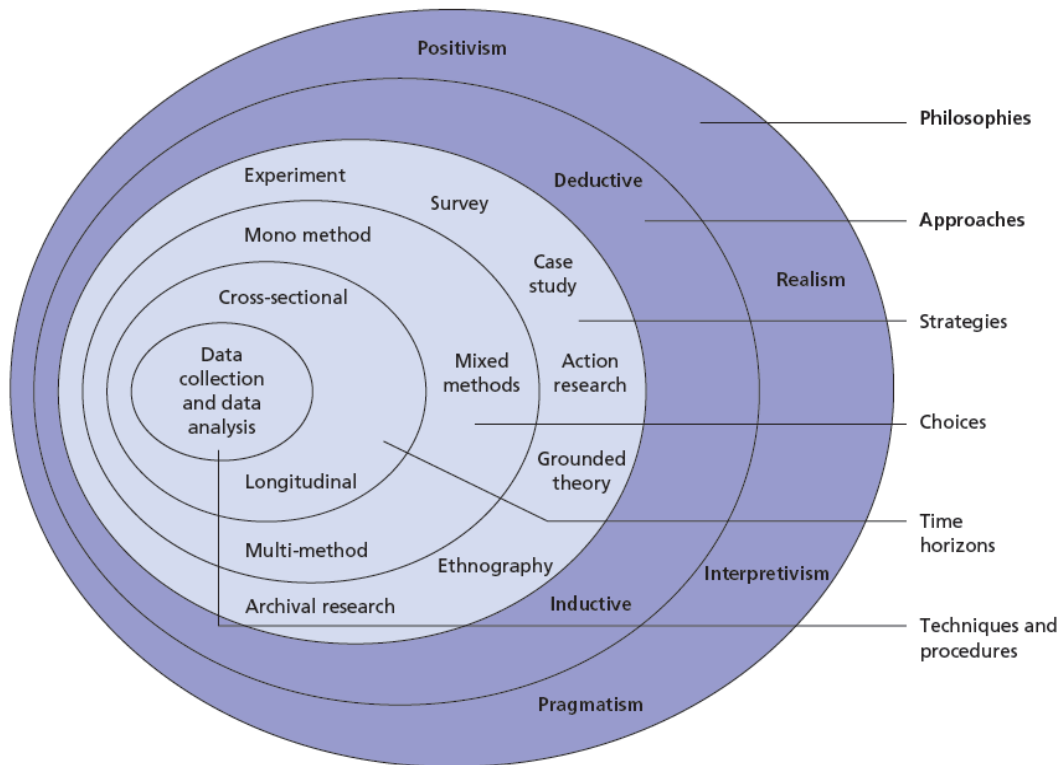 Positivism
Philosophies
Experiment
Deductive
Survey
Approaches
Mono method
Case
study
Realism
Cross-sectional
Strategies
Data
collection
and data
analysis
Mixed
methods
Action
research
Choices
Grounded
theory
Longitudinal
Time
horizons
Multi-method
Ethnography
Interpretivism
Archival research
Inductive
Techniques and
procedures
Pragmatism